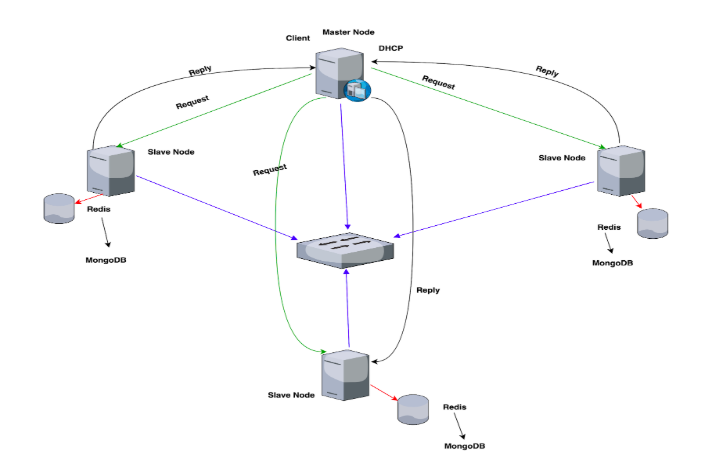 Master Node
Client
DHCP
Reply
Reply
Request
Request
Slave Node
Slave Node
Request
Redis
Redis
MongoDB
MongoDB
Reply
Slave Node
Redis
MongoDB